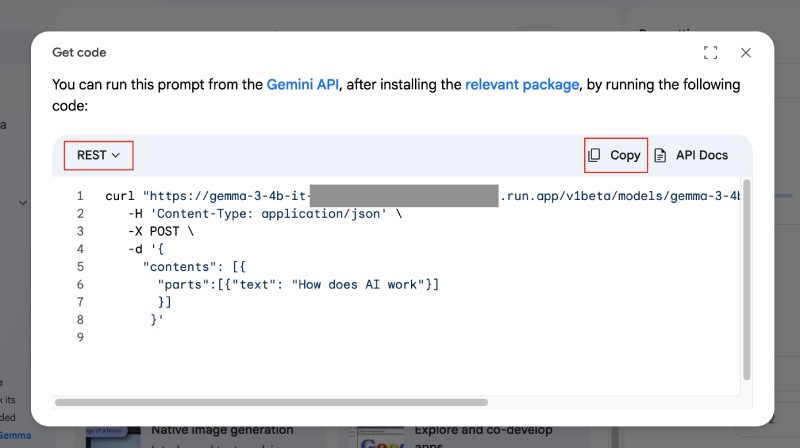 Get code
You can run this prompt from the Gemini API, after installing the relevant package, by running the following
code:
REST
Copy
API Docs
1 curl "https://gemma-3-4b-it-
.run.app/v1beta/models/gemma-3-4b
2 -H 'Content-Type: application/json' \
3 -X POST \
4 -d '{
5 "contents": [{
6 "parts":[{"text": "How does AI work"}]
7 }]
8 }'
9
Native image generation
Explore and co-develop
apps
Gemma